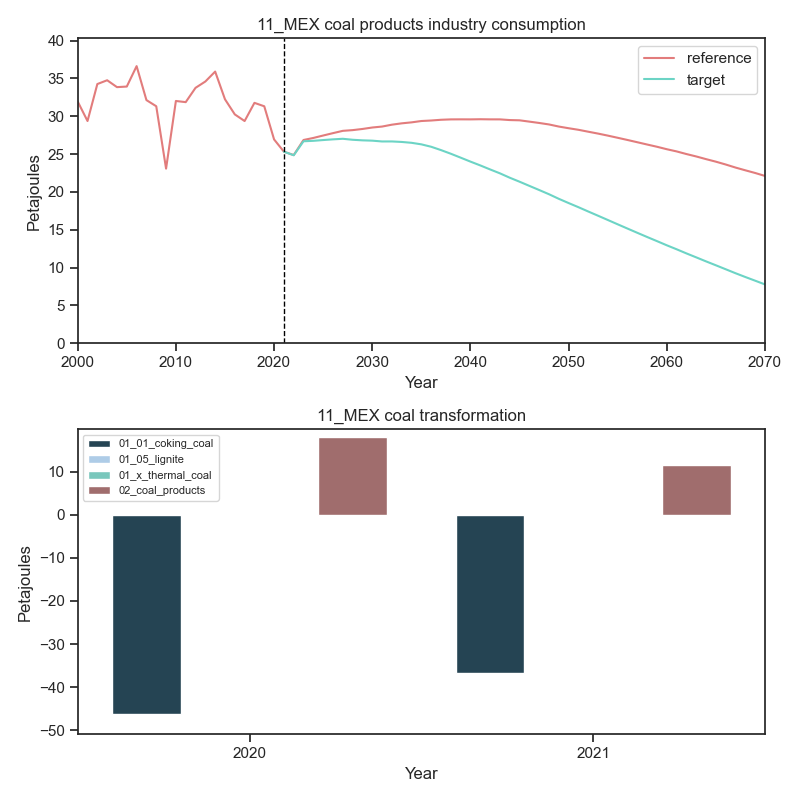 11_MEX coal products industry consumption
40
35
30
25
20
15
10
5
0
Petajoules
reference
target
2000 2010 2020 2030 2040 2050 2060 2070
Year
11_MEX coal transformation
01_01_coking_coal
01_05_lignite
01_x_thermal_coal
02_coal_products
10
0
−10
−20
−30
−40
−50
Petajoules
2020 2021
Year